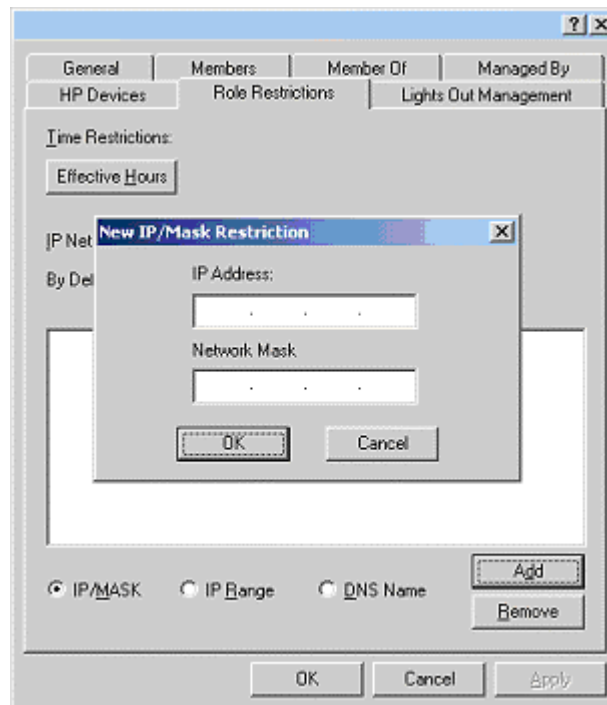 General Members Member Of Managed By
HP Devices Role Restrictions Lights Out Management
Time Restrictions:
Effective Hours
New IP/Mask Restriction
IP Net
By Del
IP Address:
. . .
Network Mask
. . .
OK Cancel
IP/MASK IP Range DNS Name
Add
Remove
OK Cancel Apply